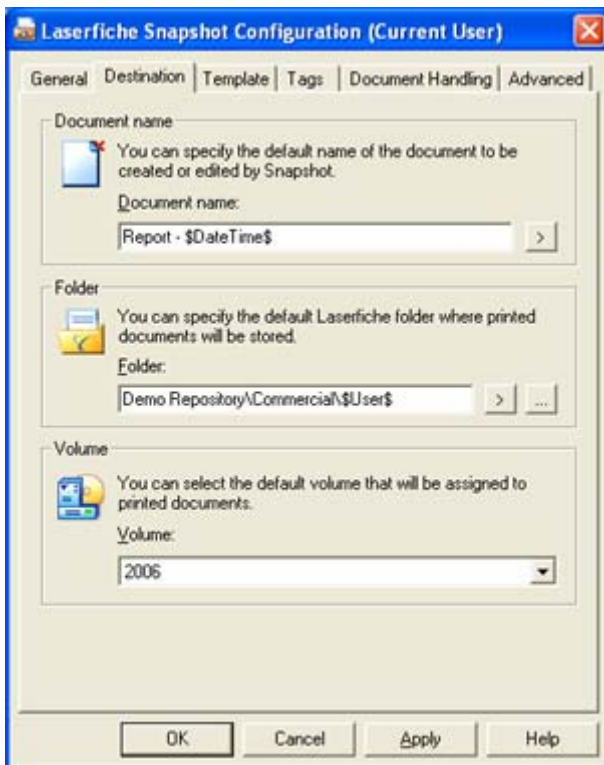 Laserfiche Snapshot Configuration (Current User)
General Destination Template Tags Document Handling Advanced
Document name
You can specify the default name of the document to be
created or edited by Snapshot.
Document name:
Report - $DateTime$
>
Folder
You can specify the default Laserfiche folder where printed
documents will be stored.
Folder:
Demo Repository\Commercial\$User$
> ...
Volume
You can select the default volume that will be assigned to
printed documents.
Volume:
2006
OK Cancel Apply Help